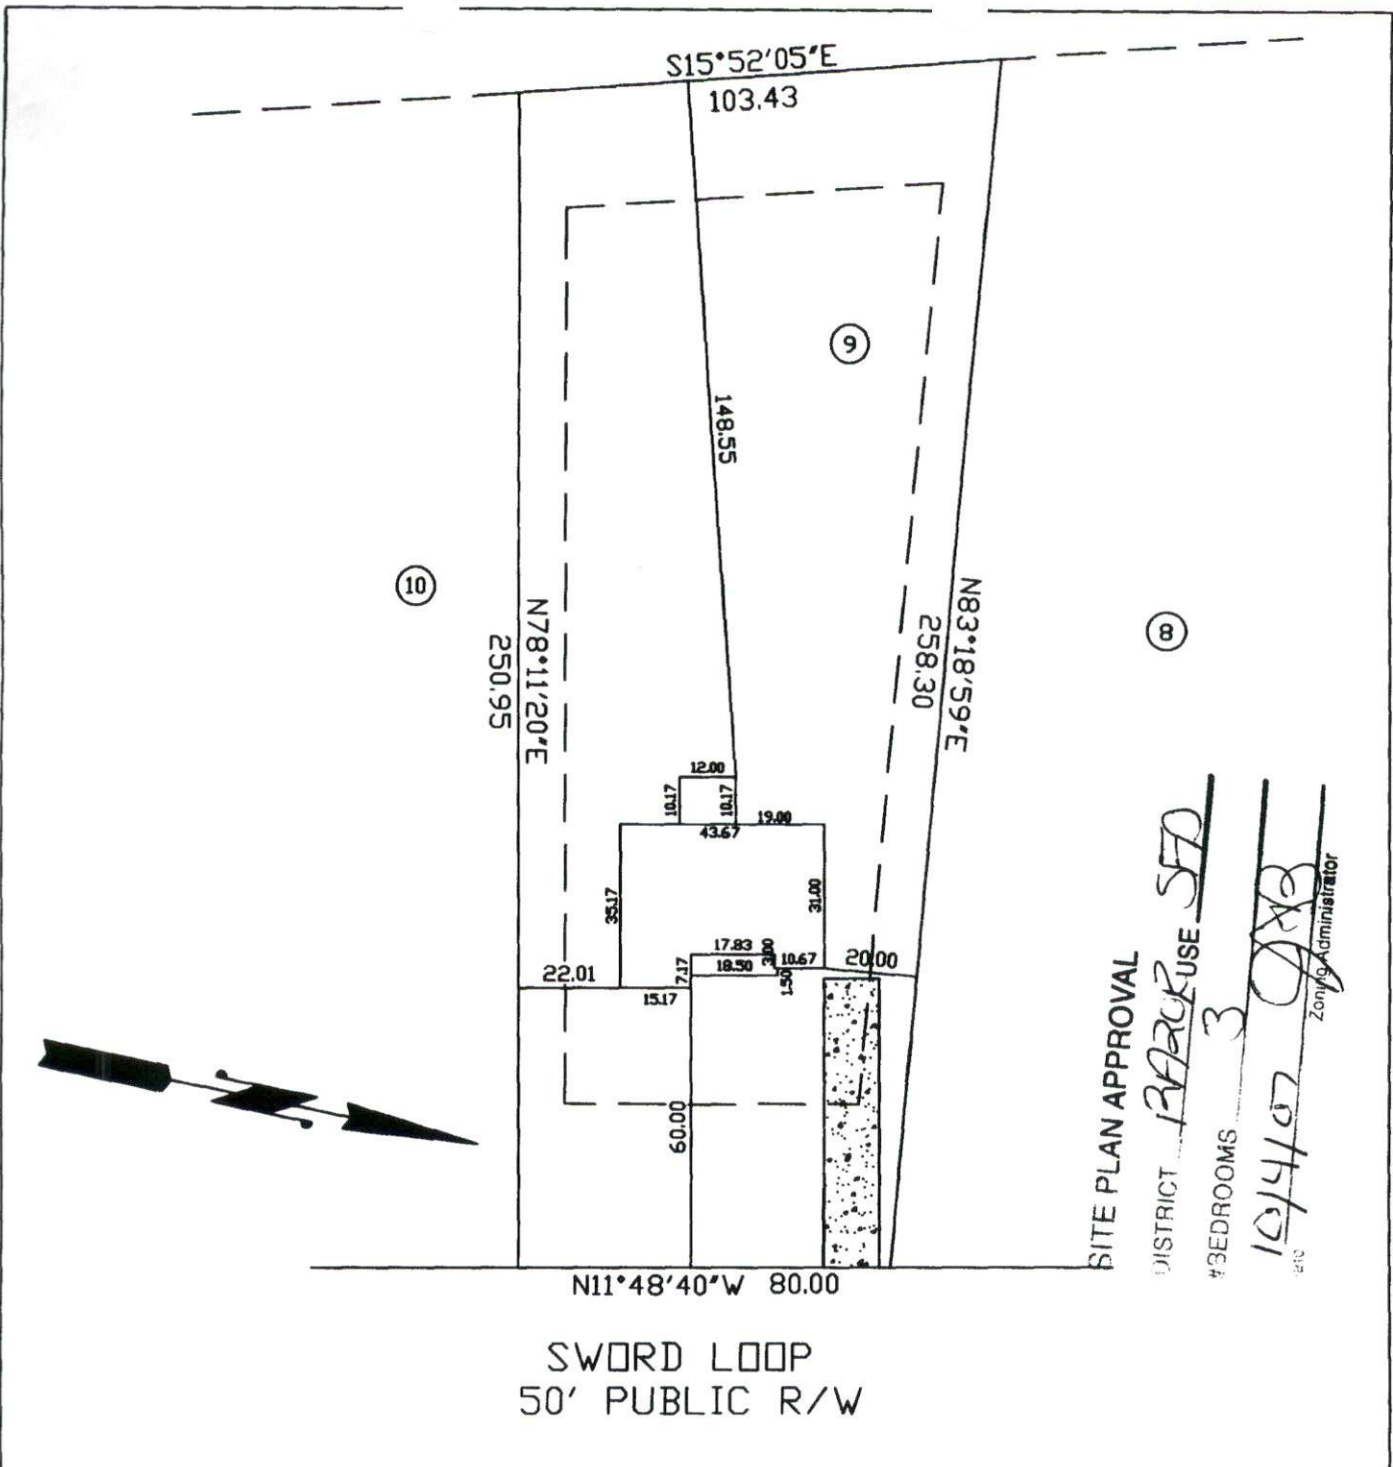 S15°52'05"E
103.43
9
148.55
10
N78°11'20"E
250.95
N83°18'59"E
258.30
8
12.00
10.17
10.17
19.00
43.67
35.17
31.00
17.83
3.00
10.67
20.00
18.50
7.17
1.50
22.01
15.17
60.00
N11°48'40"W 80.00
SWORD LOOP
50' PUBLIC R/W
SITE PLAN APPROVAL
DISTRICT RA20R USE SFD
#BEDROOMS 3
10/4/07
Zoning Administrator